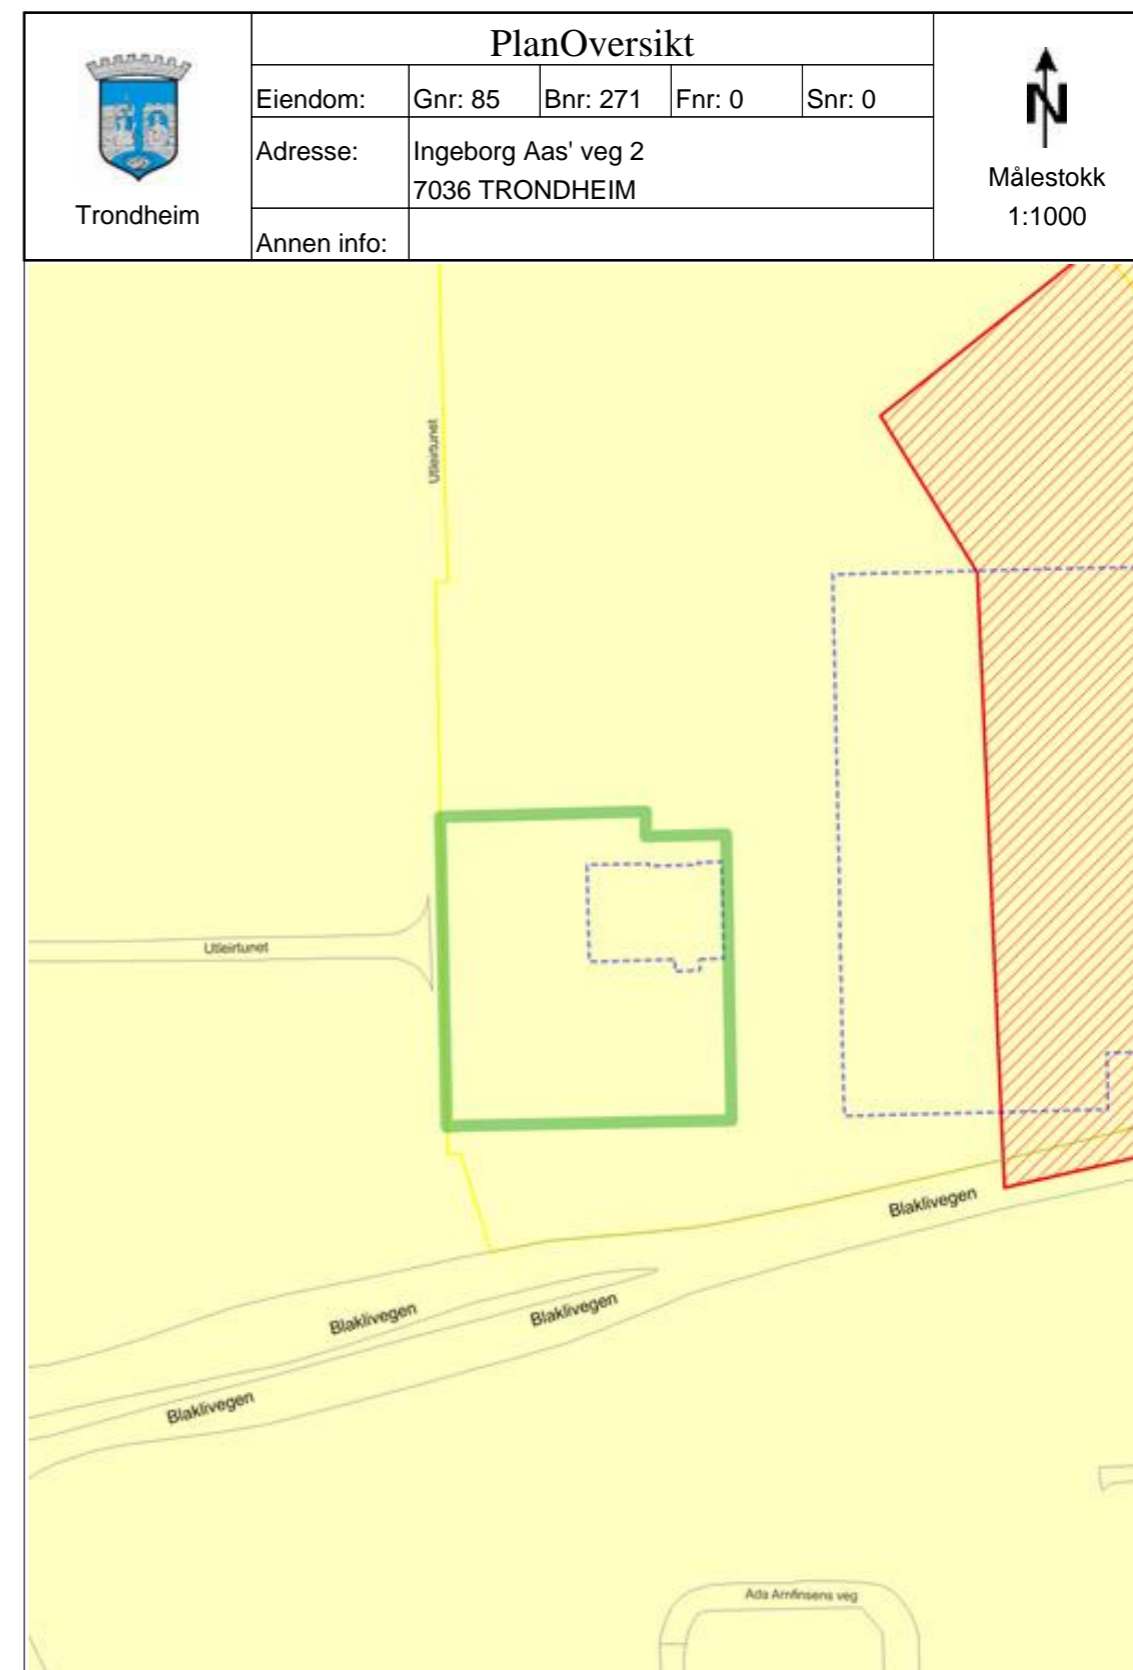 PlanOversikt
Eiendom: Gnr: 85 Bnr: 271 Fnr: 0 Snr: 0
Adresse: Ingeborg Aas' veg 2
7036 TRONDHEIM
Annen info:
Trondheim
N
Målestokk
1:1000
Utleirtunet
Utleirtunet
Blaklivegen
Blaklivegen
Blaklivegen
Blaklivegen
Ada Arnfinsens veg